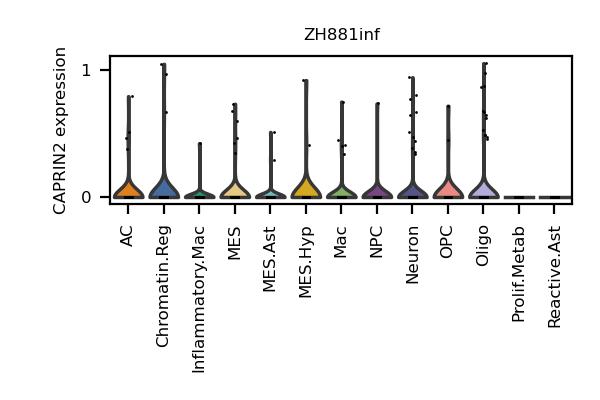 ZH881inf
CAPRIN2 expression
1
0
AC
Chromatin.Reg
Inflammatory.Mac
MES
MES.Ast
MES.Hyp
Mac
NPC
Neuron
OPC
Oligo
Prolif.Metab
Reactive.Ast